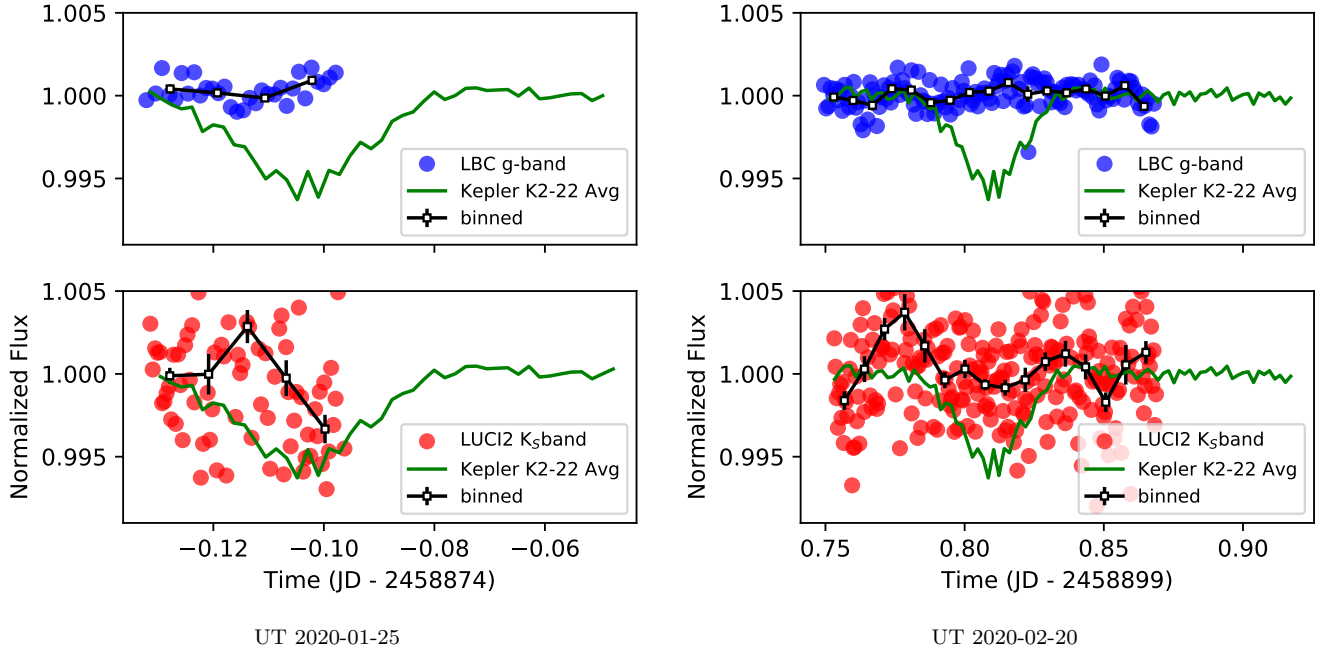 1.005
1.000
0.995
LBC g-band
Kepler K2-22 Avg
binned
LBC g-band
Kepler K2-22 Avg
binned
Normalized Flux
1.005
1.000
0.995
LUCI2 KSband
Kepler K2-22 Avg
binned
−0.12 −0.10 −0.08 −0.06
Time (JD - 2458874)
UT 2020-01-25
1.005
1.000
0.995
Normalized Flux
1.005
1.000
0.995
LUCI2 KSband
Kepler K2-22 Avg
binned
0.75 0.80 0.85 0.90
Time (JD - 2458899)
UT 2020-02-20